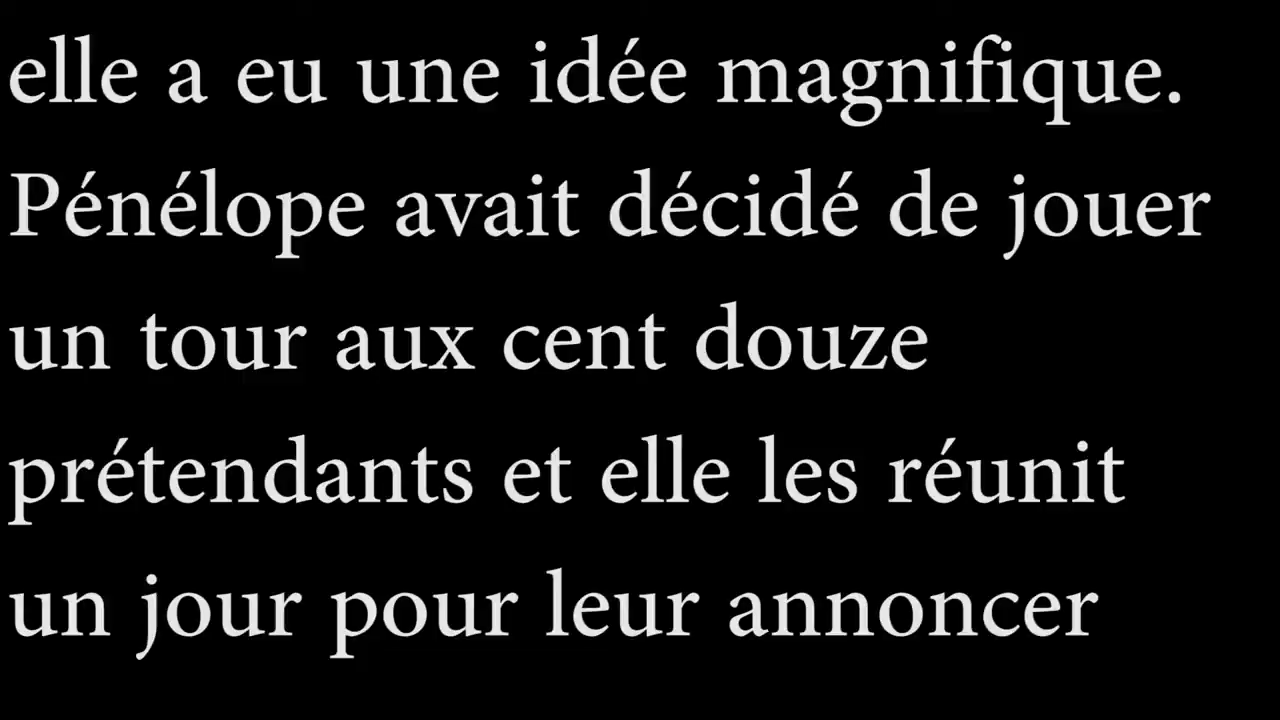 elle a eu une idée magnifique.
Pénélope avait décidé de jouer
un tour aux cent douze
prétendants et elle les réunit
un jour pour leur annoncer